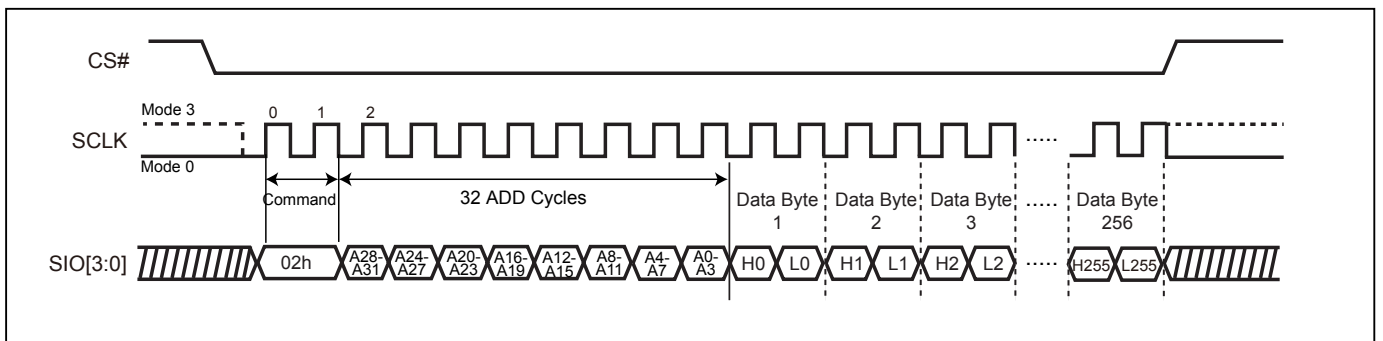 CS#
Mode 3
0 1 2
SCLK
.....
Mode 0
Command
32 ADD Cycles
Data Byte 1
Data Byte 2
Data Byte 3
.....
Data Byte 256
SIO[3:0]
02h
A28-A31
A24-A27
A20-A23
A16-A19
A12-A15
A8-A11
A4-A7
A0-A3
H0 L0 H1 L1 H2 L2 ..... H255 L255